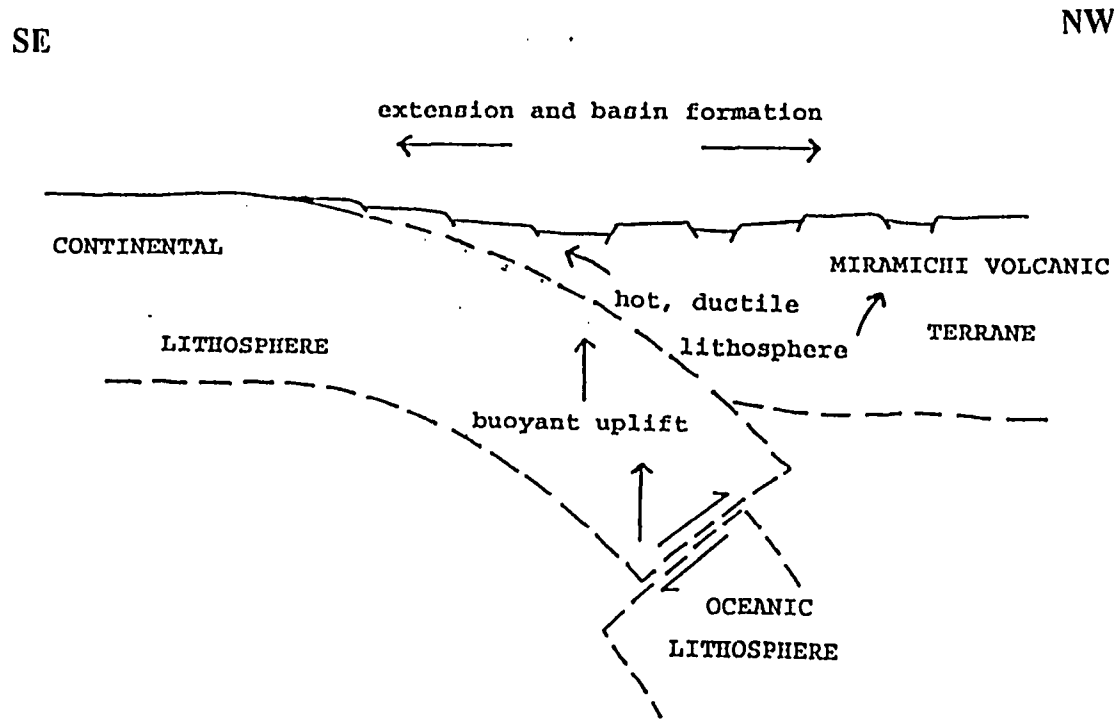 SE
NW
extension and basin formation
CONTINENTAL
MIRAMICHI VOLCANIC
hot, ductile
LITHOSPHERE
lithosphere
TERRANE
buoyant uplift
OCEANIC
LITHOSPHERE